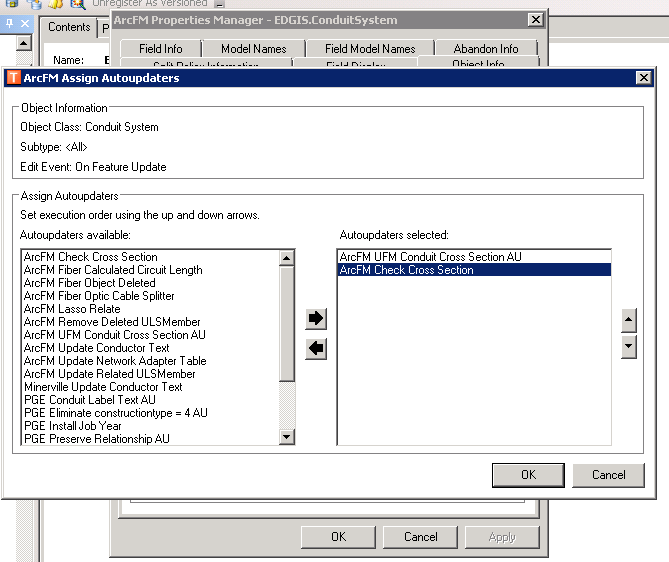 Unregister As Versioned
Contents
P
ArcFM Properties Manager - EDGIS.ConduitSystem
Name:
Field Info
Model Names
Field Model Names
Abandon Info
Split Policy Information
Field Display
Object Info
ArcFM Assign Autoupdaters
Object Information
Object Class: Conduit System
Subtype: <All>
Edit Event: On Feature Update
Assign Autoupdaters
Set execution order using the up and down arrows.
Autoupdaters available:
Autoupdaters selected:
ArcFM Check Cross Section
ArcFM Fiber Calculated Circuit Length
ArcFM Fiber Object Deleted
ArcFM Fiber Optic Cable Splitter
ArcFM Lasso Relate
ArcFM Remove Deleted ULSMember
ArcFM UFM Conduit Cross Section AU
ArcFM Update Conductor Text
ArcFM Update Network Adapter Table
ArcFM Update Related ULSMember
Minerville Update Conductor Text
PGE Conduit Label Text AU
PGE Eliminate constructiontype = 4 AU
PGE Install Job Year
PGE Preserve Relationship AU
ArcFM UFM Conduit Cross Section AU
ArcFM Check Cross Section
OK
Cancel
OK
Cancel
Apply